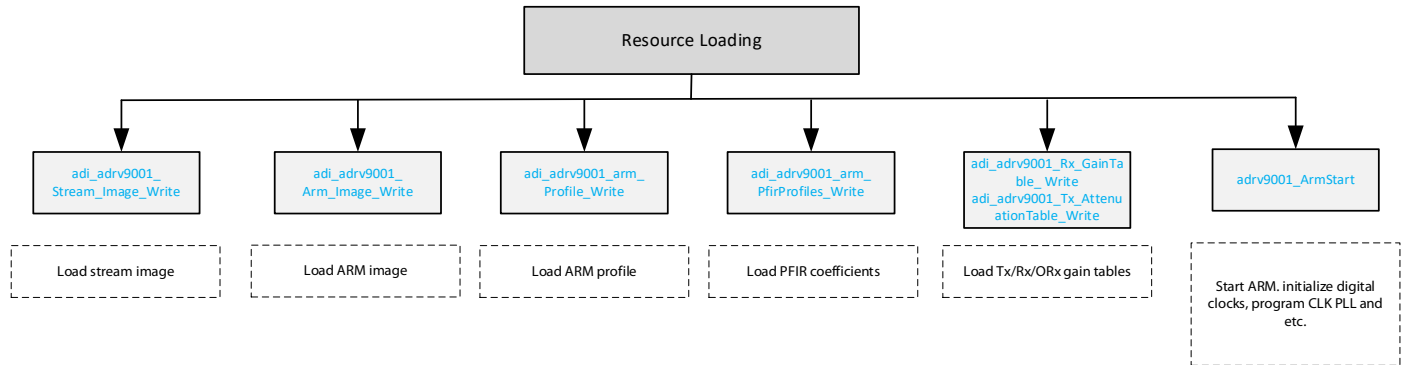 Resource Loading
adi_adrv9001_
Stream_Image_Write
adi_adrv9001_
Arm_Image_Write
adi_adrv9001_arm_
Profile_Write
adi_adrv9001_arm_
PfirProfiles_Write
adi_adrv9001_Rx_GainTa
ble_ Write
adi_adrv9001_Tx_Attenu
ationTable_Write
adrv9001_ArmStart
Load stream image
Load ARM image
Load ARM profile
Load PFIR coefficients
Load Tx/Rx/ORx gain tables
Start ARM. initialize digital
clocks, program CLK PLL and
etc.